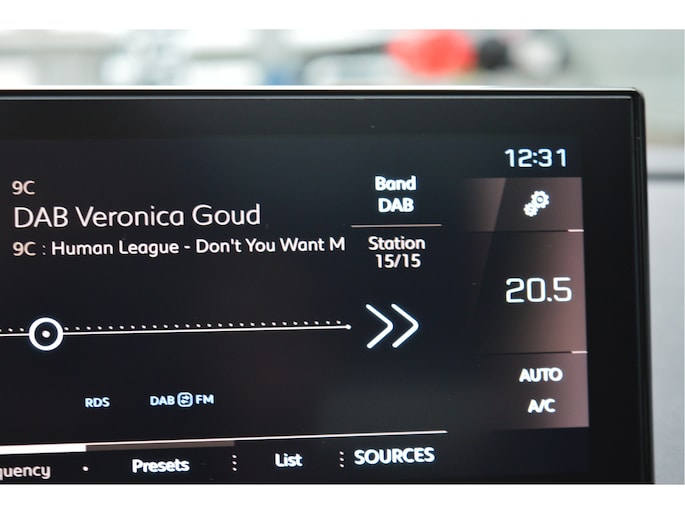 12:31
9C
DAB Veronica Goud
9C : Human League - Don't You Want M
Band
DAB
Station
15/15
20.5
AUTO
A/C
RDS
DAB FM
quency
Presets
List
SOURCES